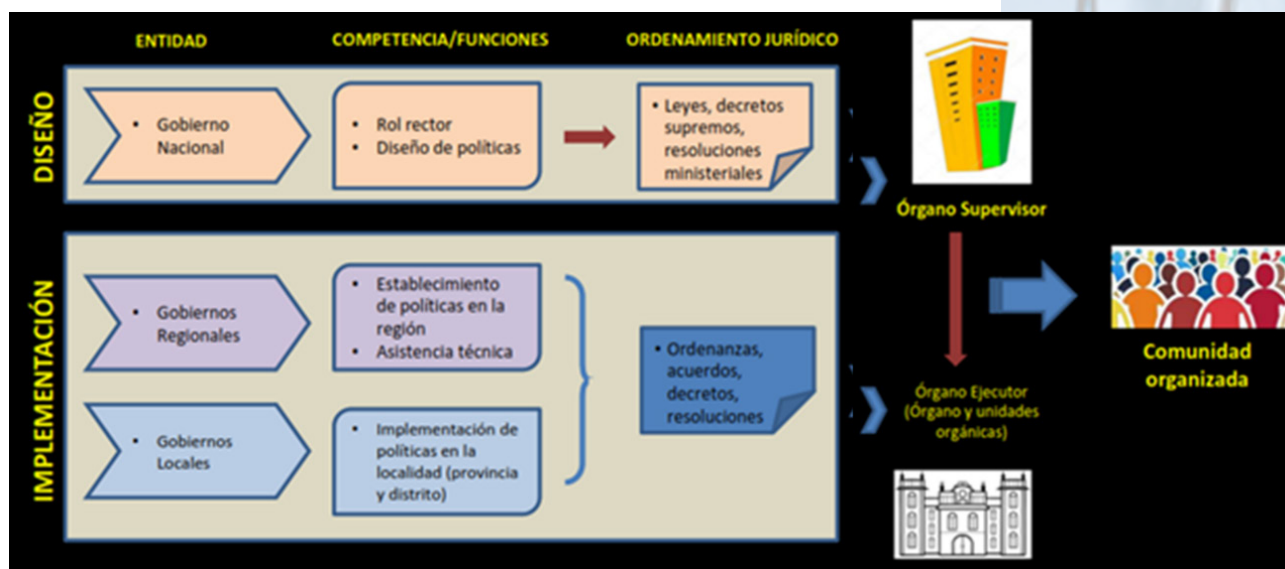 ENTIDAD
COMPETENCIA/FUNCIONES
ORDENAMIENTO JURÍDICO
DISEÑO
• Gobierno
Nacional
• Rol rector
• Diseño de políticas
• Leyes, decretos
supremos,
resoluciones
ministeriales
Órgano Supervisor
IMPLEMENTACIÓN
• Gobiernos
Regionales
• Establecimiento
de políticas en la
región
• Asistencia técnica
• Gobiernos
Locales
• Implementación de
políticas en la
localidad (provincia
y distrito)
• Ordenanzas,
acuerdos,
decretos,
resoluciones
Órgano Ejecutor
(Órgano y unidades
orgánicas)
Comunidad
organizada